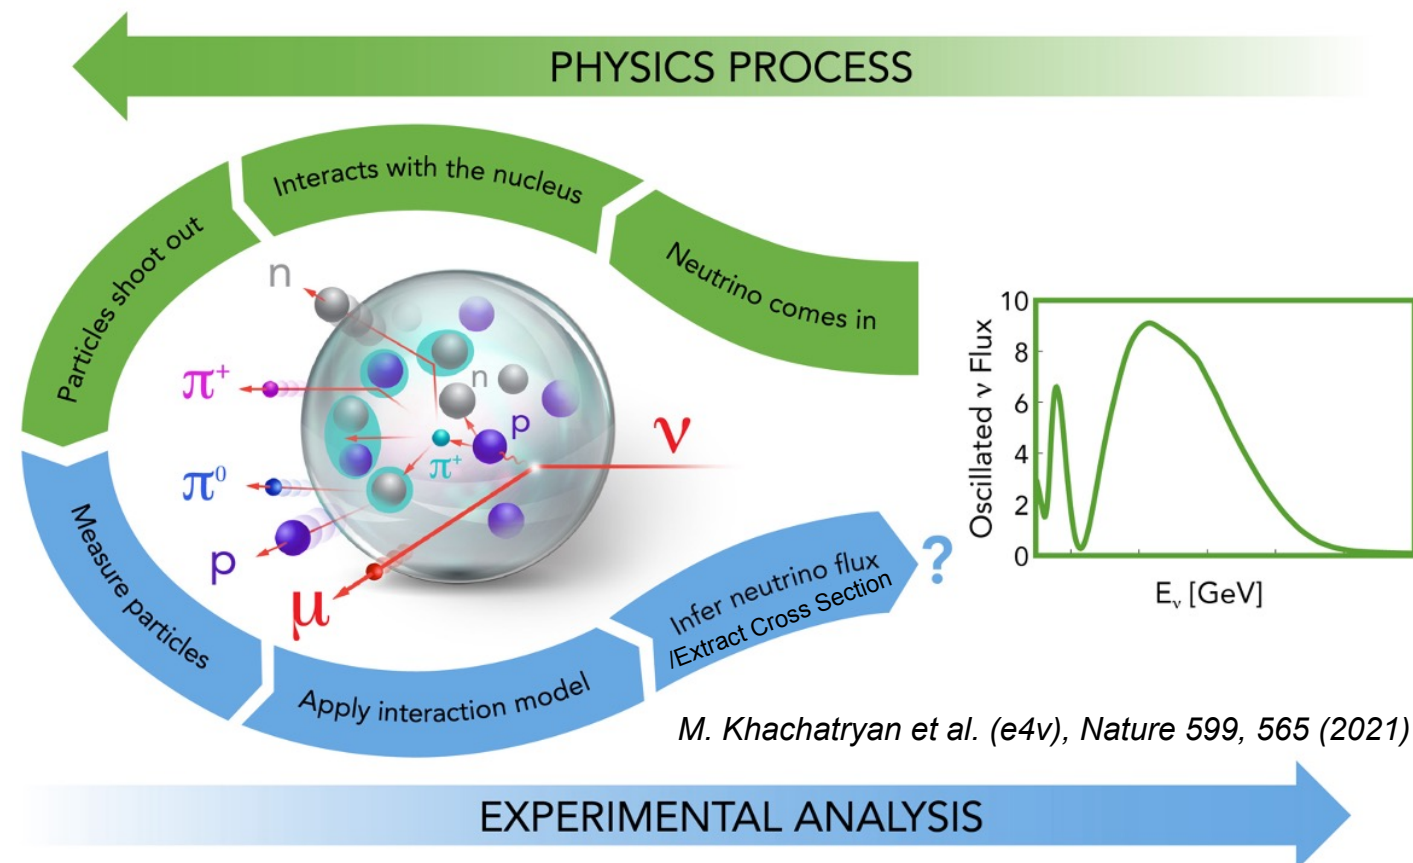 PHYSICS PROCESS
Interacts with the nucleus
Particles shoot out
Neutrino comes in
n
π⁺
π⁰
p
μ
n
p
π⁺
ν
Oscillated ν Flux
10
8
6
4
2
0
Eᵥ [GeV]
Measure particles
Apply interaction model
Infer neutrino flux
/Extract Cross Section
?
M. Khachatryan et al. (e4v), Nature 599, 565 (2021)
EXPERIMENTAL ANALYSIS